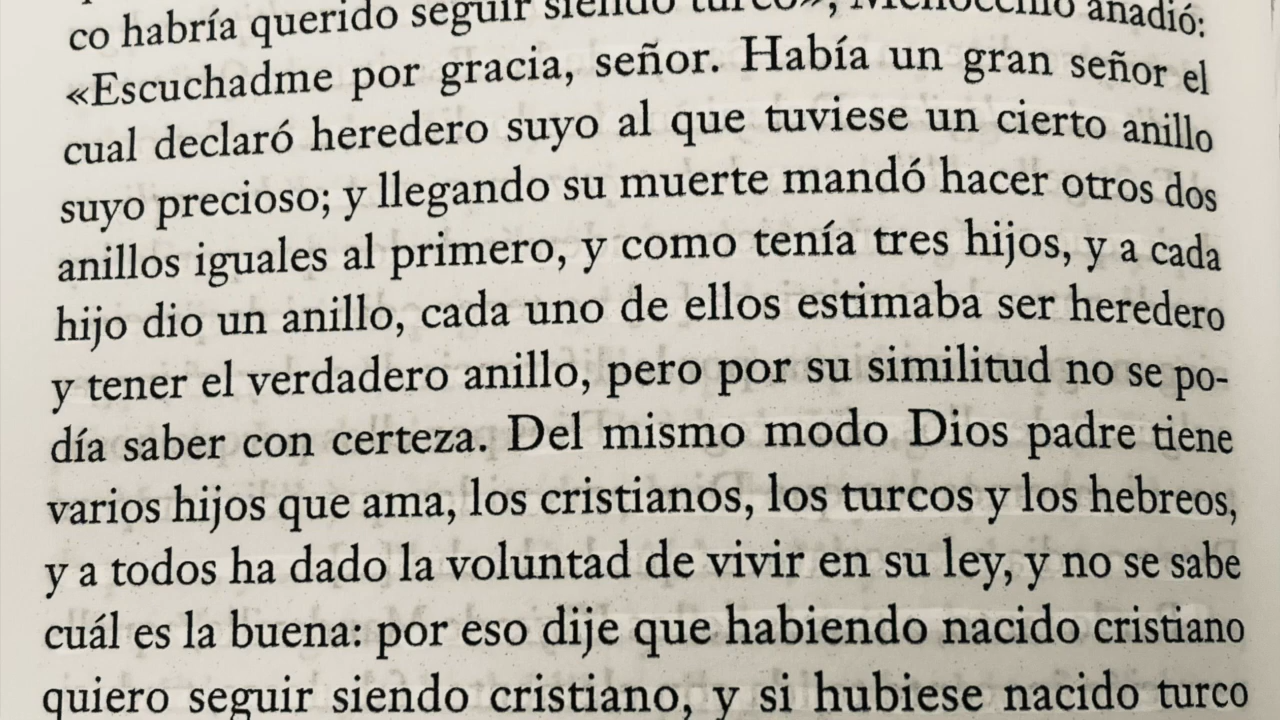 co habría querido seguir siendo turco», Menocchio añadió:
«Escuchadme por gracia, señor. Había un gran señor el
cual declaró heredero suyo al que tuviese un cierto anillo
suyo precioso; y llegando su muerte mandó hacer otros dos
anillos iguales al primero, y como tenía tres hijos, y a cada
hijo dio un anillo, cada uno de ellos estimaba ser heredero
y tener el verdadero anillo, pero por su similitud no se po-
día saber con certeza. Del mismo modo Dios padre tiene
varios hijos que ama, los cristianos, los turcos y los hebreos,
y a todos ha dado la voluntad de vivir en su ley, y no se sabe
cuál es la buena: por eso dije que habiendo nacido cristiano
quiero seguir siendo cristiano, y si hubiese nacido turco